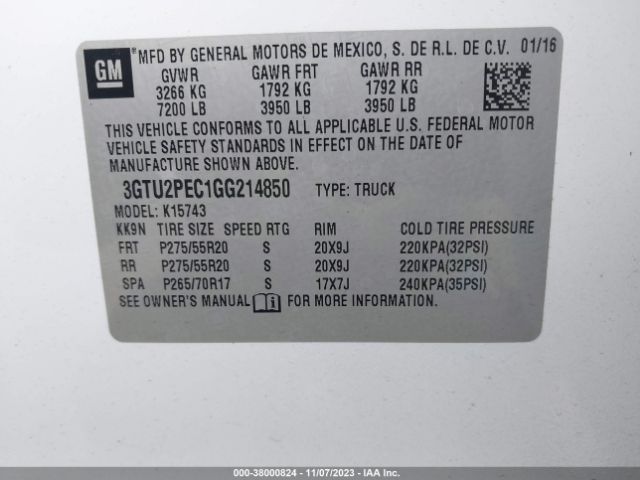 GM
MFD BY GENERAL MOTORS DE MEXICO, S. DE R.L. DE C.V. 01/16
GVWR GAWR FRT GAWR RR
3266 KG 1792 KG 1792 KG
7200 LB 3950 LB 3950 LB
THIS VEHICLE CONFORMS TO ALL APPLICABLE U.S. FEDERAL MOTOR
VEHICLE SAFETY STANDARDS IN EFFECT ON THE DATE OF
MANUFACTURE SHOWN ABOVE.
3GTU2PEC1GG214850 TYPE: TRUCK
MODEL: K15743
KK9N TIRE SIZE SPEED RTG RIM COLD TIRE PRESSURE
FRT P275/55R20 S 20X9J 220KPA(32PSI)
RR P275/55R20 S 20X9J 220KPA(32PSI)
SPA P265/70R17 S 17X7J 240KPA(35PSI)
SEE OWNER'S MANUAL i FOR MORE INFORMATION.
000-38000824 - 11/07/2023 - IAA Inc.